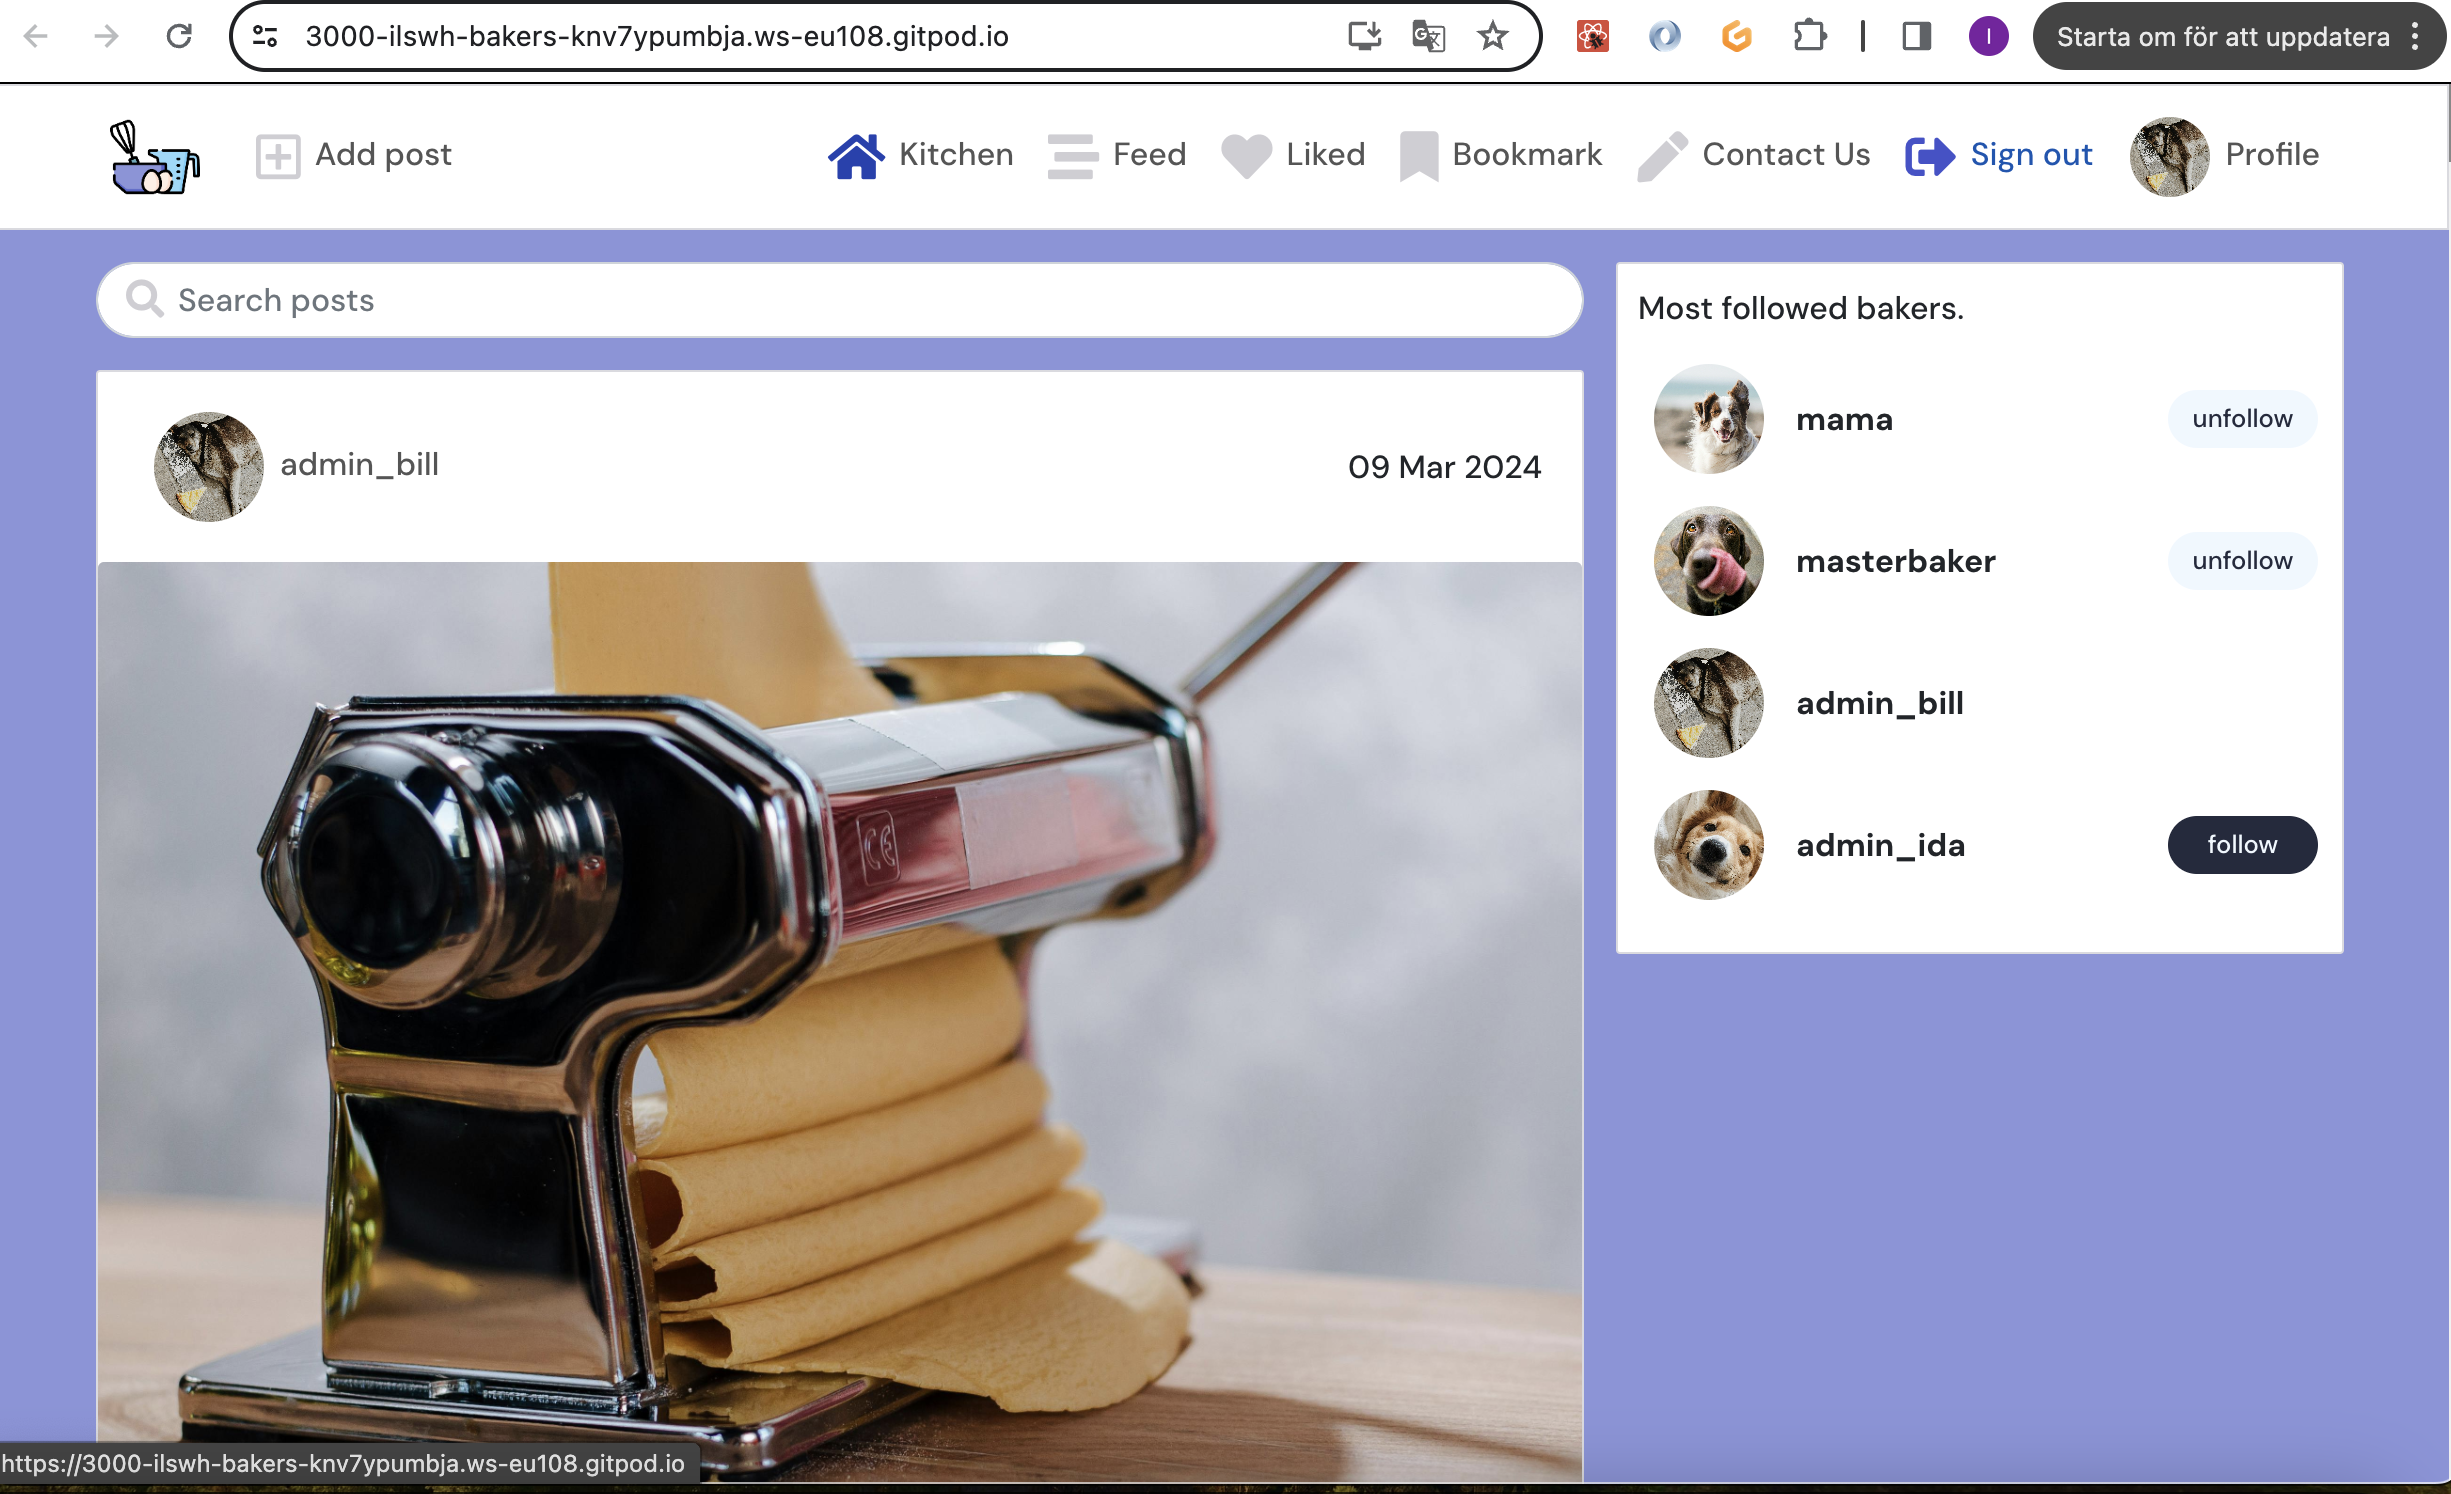 3000-ilswh-bakers-knv7ypumbja.ws-eu108.gitpod.io
I
Starta om för att uppdatera
Add post
Kitchen
Feed
Liked
Bookmark
Contact Us
Sign out
Profile
Search posts
admin_bill
09 Mar 2024
CE
Most followed bakers.
mama
unfollow
masterbaker
unfollow
admin_bill
admin_ida
follow
https://3000-ilswh-bakers-knv7ypumbja.ws-eu108.gitpod.io